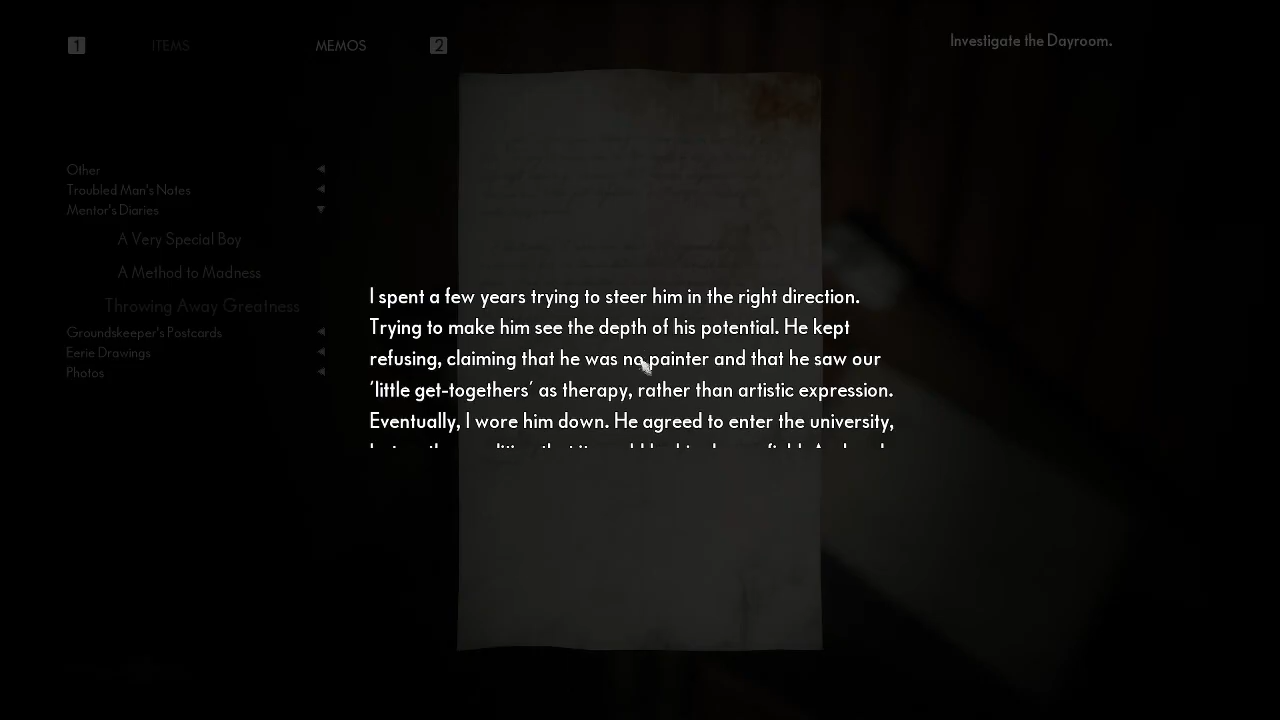 1 ITEMS MEMOS 2
Investigate the Dayroom.
Other
Troubled Man's Notes
Mentor's Diaries
A Very Special Boy
A Method to Madness
Throwing Away Greatness
Groundskeeper's Postcards
Eerie Drawings
Photos
I spent a few years trying to steer him in the right direction.
Trying to make him see the depth of his potential. He kept
refusing, claiming that he was no painter and that he saw our
'little get-togethers' as therapy, rather than artistic expression.
Eventually, I wore him down. He agreed to enter the university,